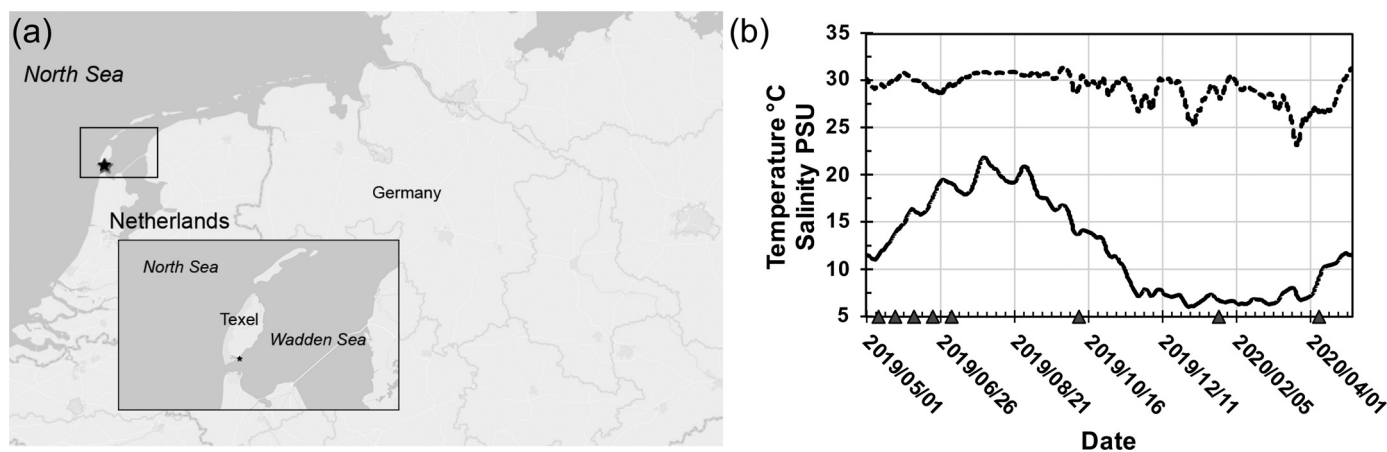 (a)
North Sea
Germany
Netherlands
North Sea
Texel
Wadden Sea
(b)
Temperature °C
Salinity PSU
35
30
25
20
15
10
5
2019/05/01
2019/06/26
2019/08/21
2019/10/16
2019/12/11
2020/02/05
2020/04/01
Date